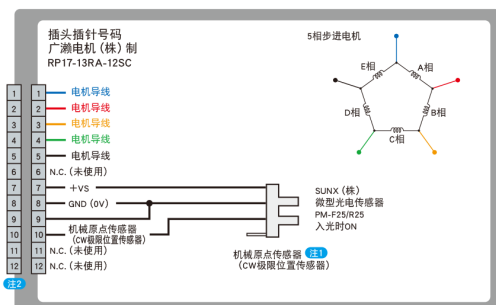 插头插针号码
广濑电机(株)制
RP17-13RA-12SC
5相步进电机
E相
A相
D相
B相
C相
1 1 电机导线
2 2 电机导线
3 3 电机导线
4 4 电机导线
5 5 电机导线
6 6 N.C.(未使用)
7 7 +VS
8 8 GND (0V)
9 9
10 10 机械原点传感器
(CW极限位置传感器)
11 11 N.C.(未使用)
12 12 N.C.(未使用)
注2
SUNX (株)
微型光电传感器
PM-F25/R25
入光时ON
机械原点传感器 注1
(CW极限位置传感器)